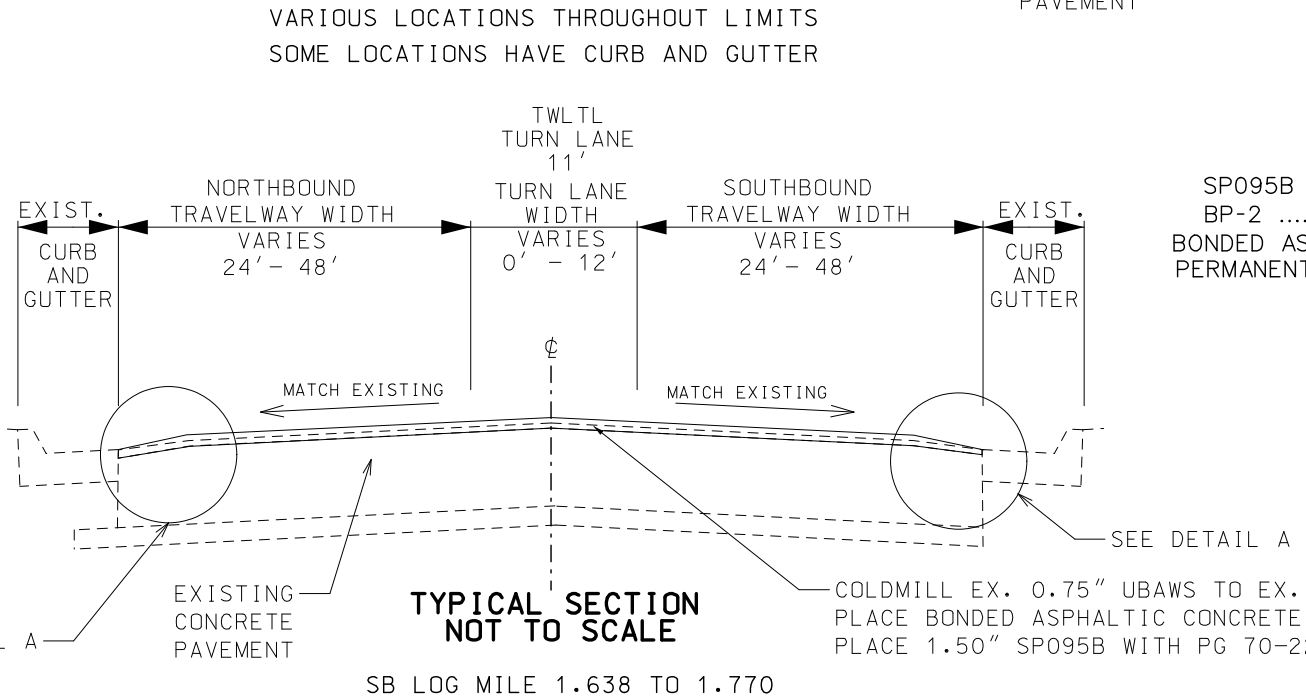 VARIOUS LOCATIONS THROUGHOUT LIMITS
SOME LOCATIONS HAVE CURB AND GUTTER
PAVEMENT
TWLTL
TURN LANE
11'
TURN LANE
WIDTH
VARIES
0' - 12'
NORTHBOUND
TRAVELWAY WIDTH
VARIES
24'- 48'
SOUTHBOUND
TRAVELWAY WIDTH
VARIES
24'- 48'
EXIST.
CURB
AND
GUTTER
EXIST.
CURB
AND
GUTTER
SP095B
BP-2 ....
BONDED AS
PERMANENT
℄
MATCH EXISTING
MATCH EXISTING
SEE DETAIL A
L A
EXISTING
CONCRETE
PAVEMENT
COLDMILL EX. 0.75" UBAWS TO EX.
PLACE BONDED ASPHALTIC CONCRETE
PLACE 1.50" SP095B WITH PG 70-22
TYPICAL SECTION
NOT TO SCALE
SB LOG MILE 1.638 TO 1.770